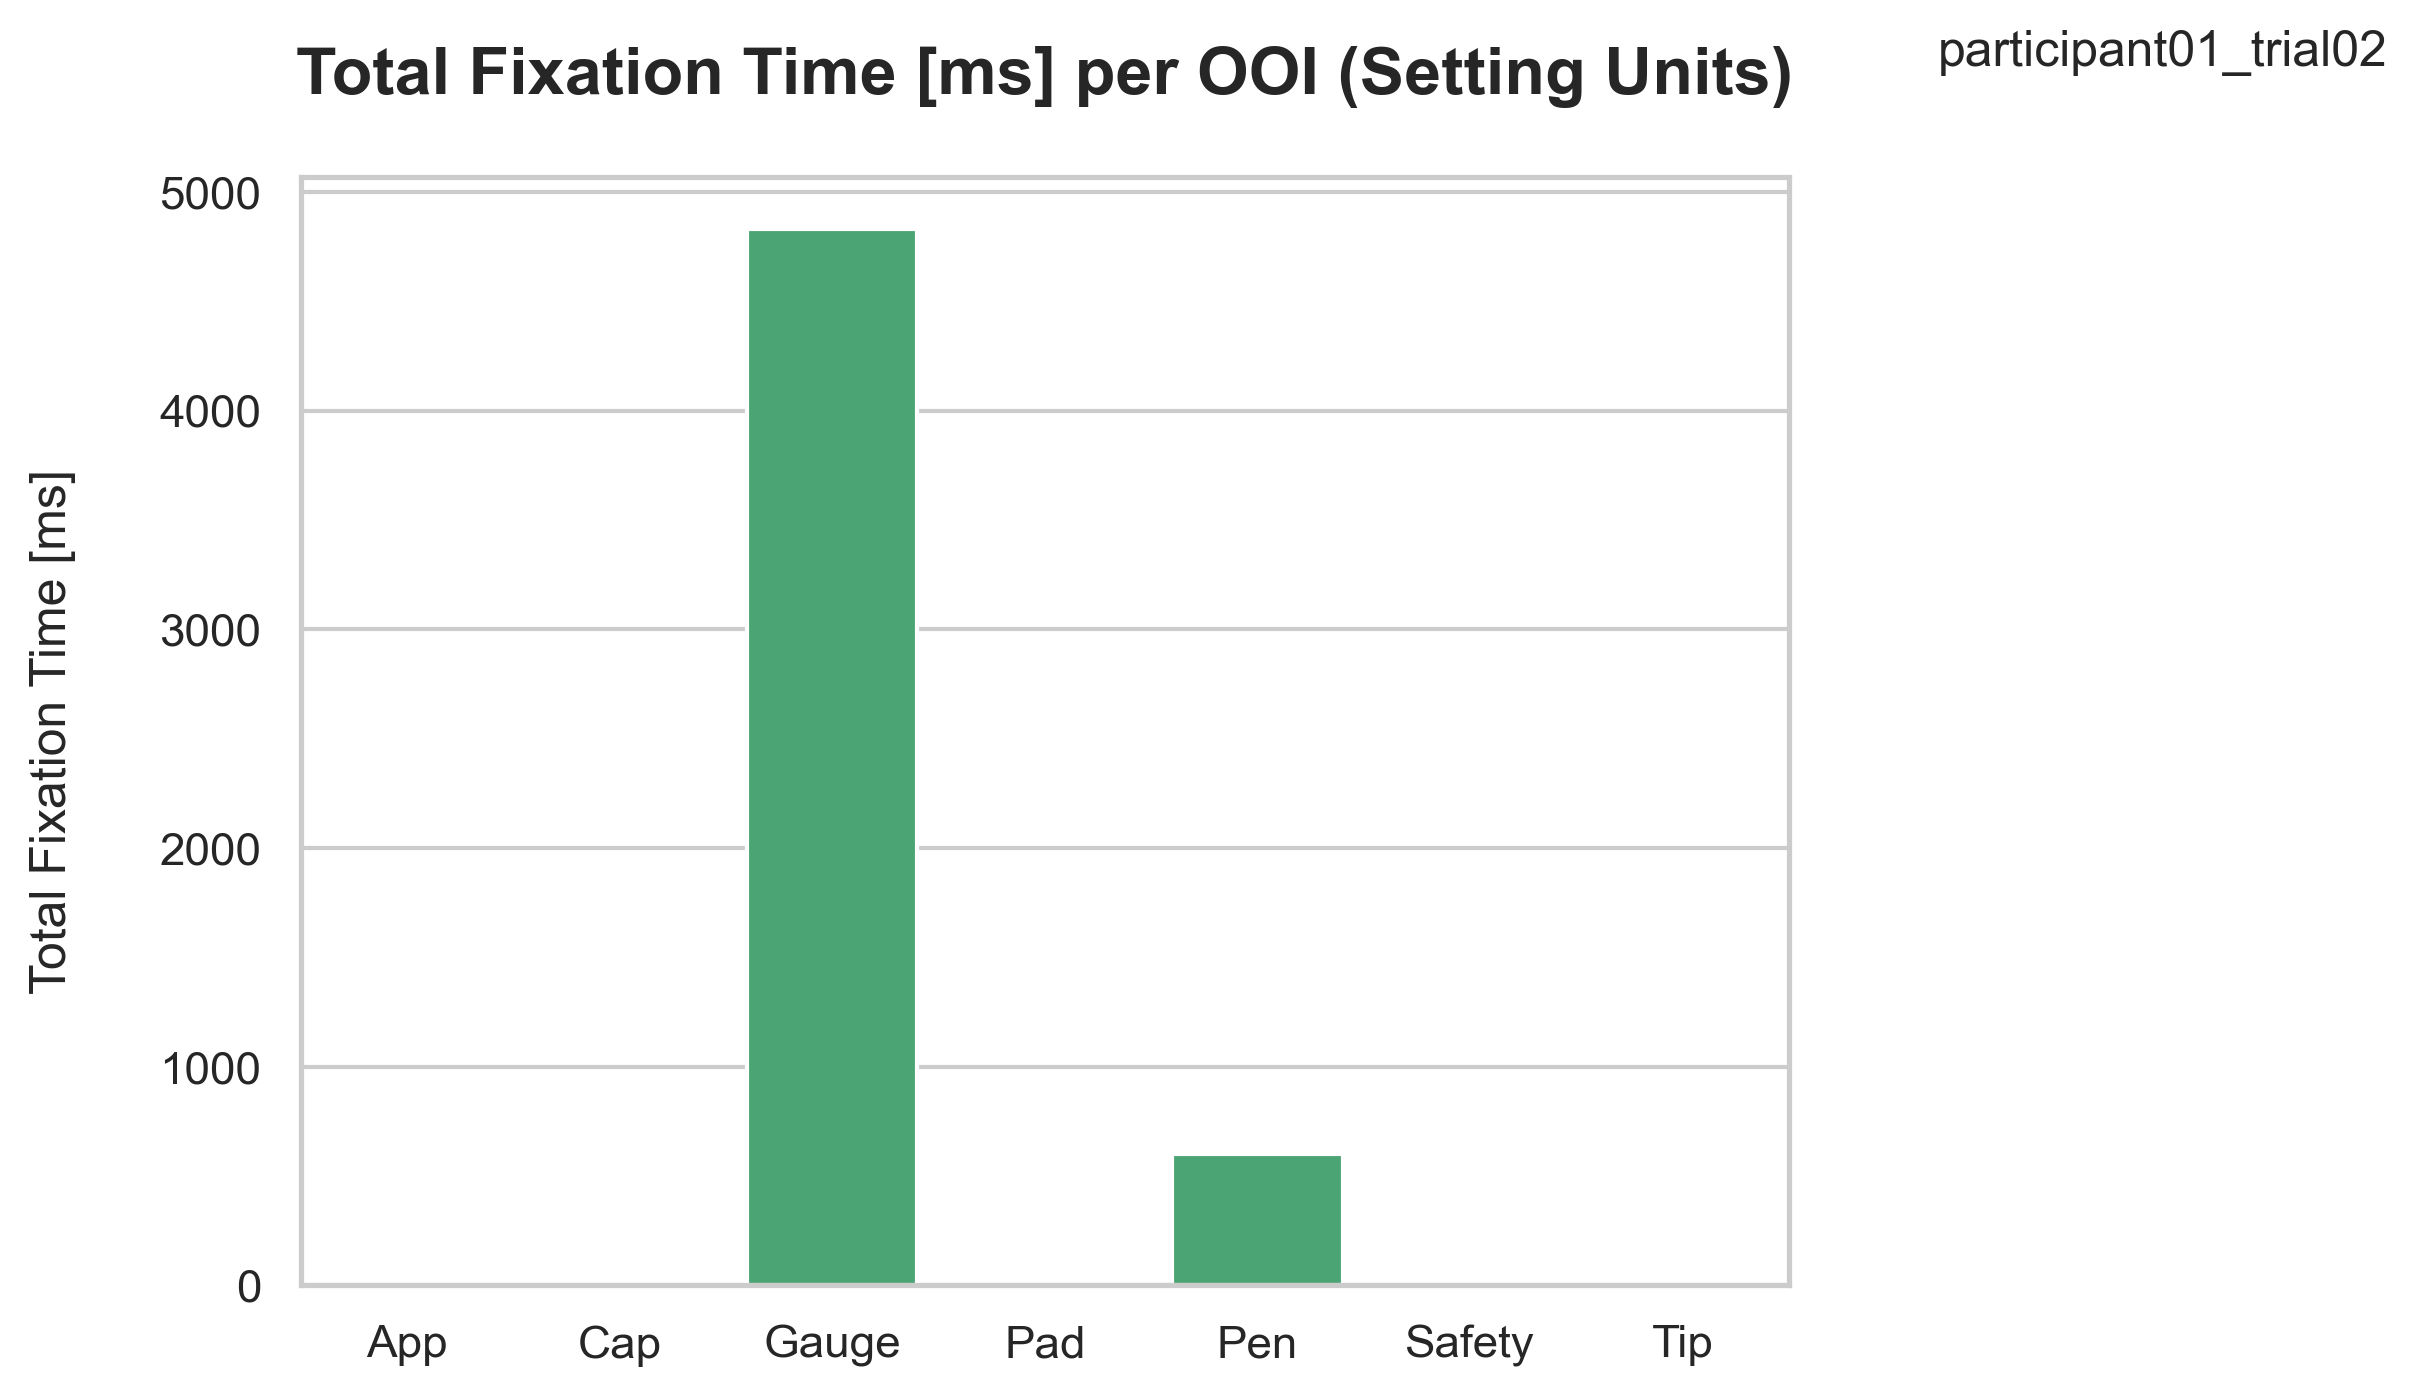 participant01_trial02
Total Fixation Time [ms] per OOI (Setting Units)
Total Fixation Time [ms]
5000
4000
3000
2000
1000
0
App Cap Gauge Pad Pen Safety Tip